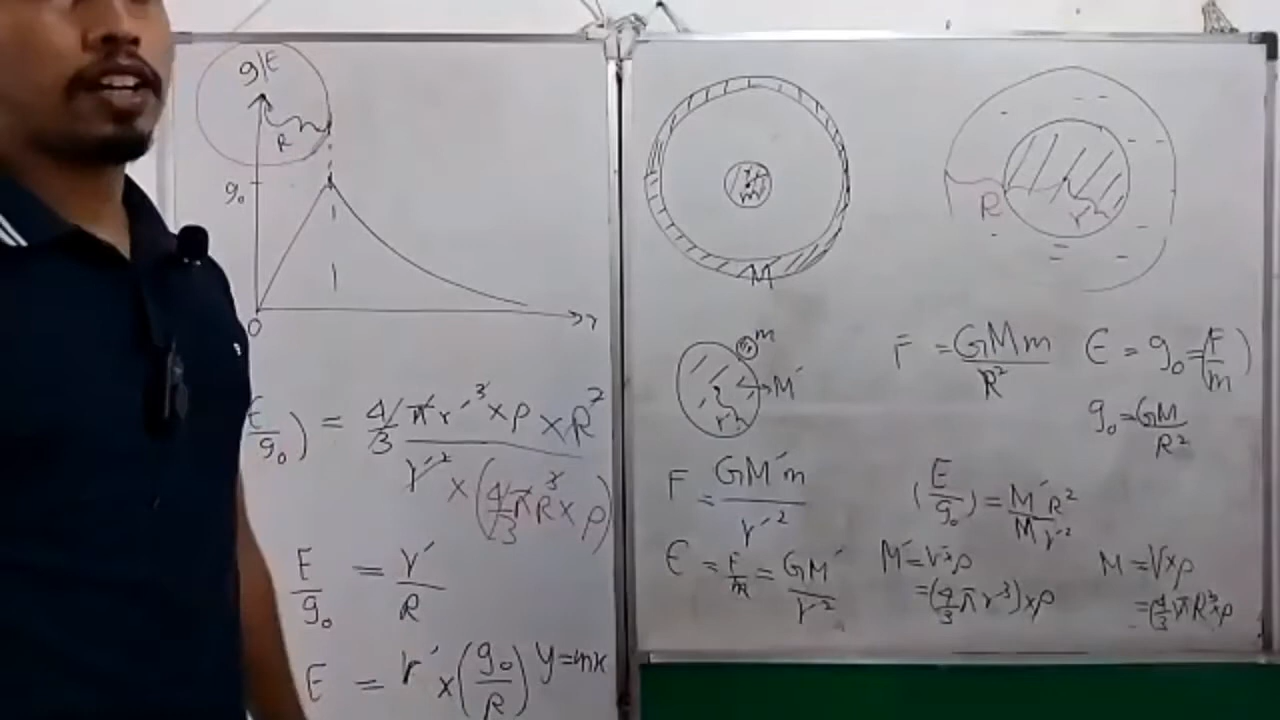 g/E
R
g₀
0
r
(E/g₀) = 4/3 π r′³ × ρ × R² / r′² × (4/3 π R³ × ρ)
E/g₀ = r′/R
E = r′ × (g₀/R) y = mx
m
M
R
r′
m
M′
r′
F = GMm/R² E = g₀ = (F/m)
g₀ = GM/R²
F = GM′m/r′²
(E/g₀) = M′R²/Mr′²
E = F/m = GM′/r′²
M′ = V × ρ
= (4/3 π r′³) × ρ
M = V × ρ
= (4/3 π R³ × ρ